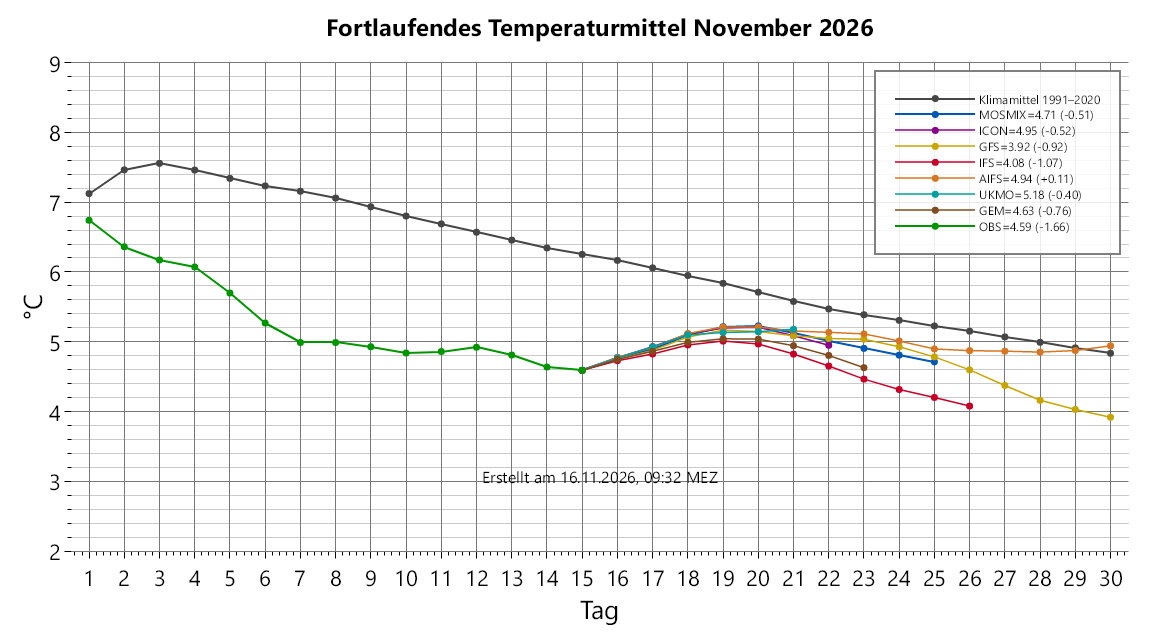 Fortlaufendes Temperaturmittel November 2026
9
8
7
6
5
4
3
2
°C
Klimamittel 1991–2020
MOSMIX=4.71 (-0.51)
ICON=4.95 (-0.52)
GFS=3.92 (-0.92)
IFS=4.08 (-1.07)
AIFS=4.94 (+0.11)
UKMO=5.18 (-0.40)
GEM=4.63 (-0.76)
OBS=4.59 (-1.66)
Erstellt am 16.11.2026, 09:32 MEZ
1 2 3 4 5 6 7 8 9 10 11 12 13 14 15 16 17 18 19 20 21 22 23 24 25 26 27 28 29 30
Tag